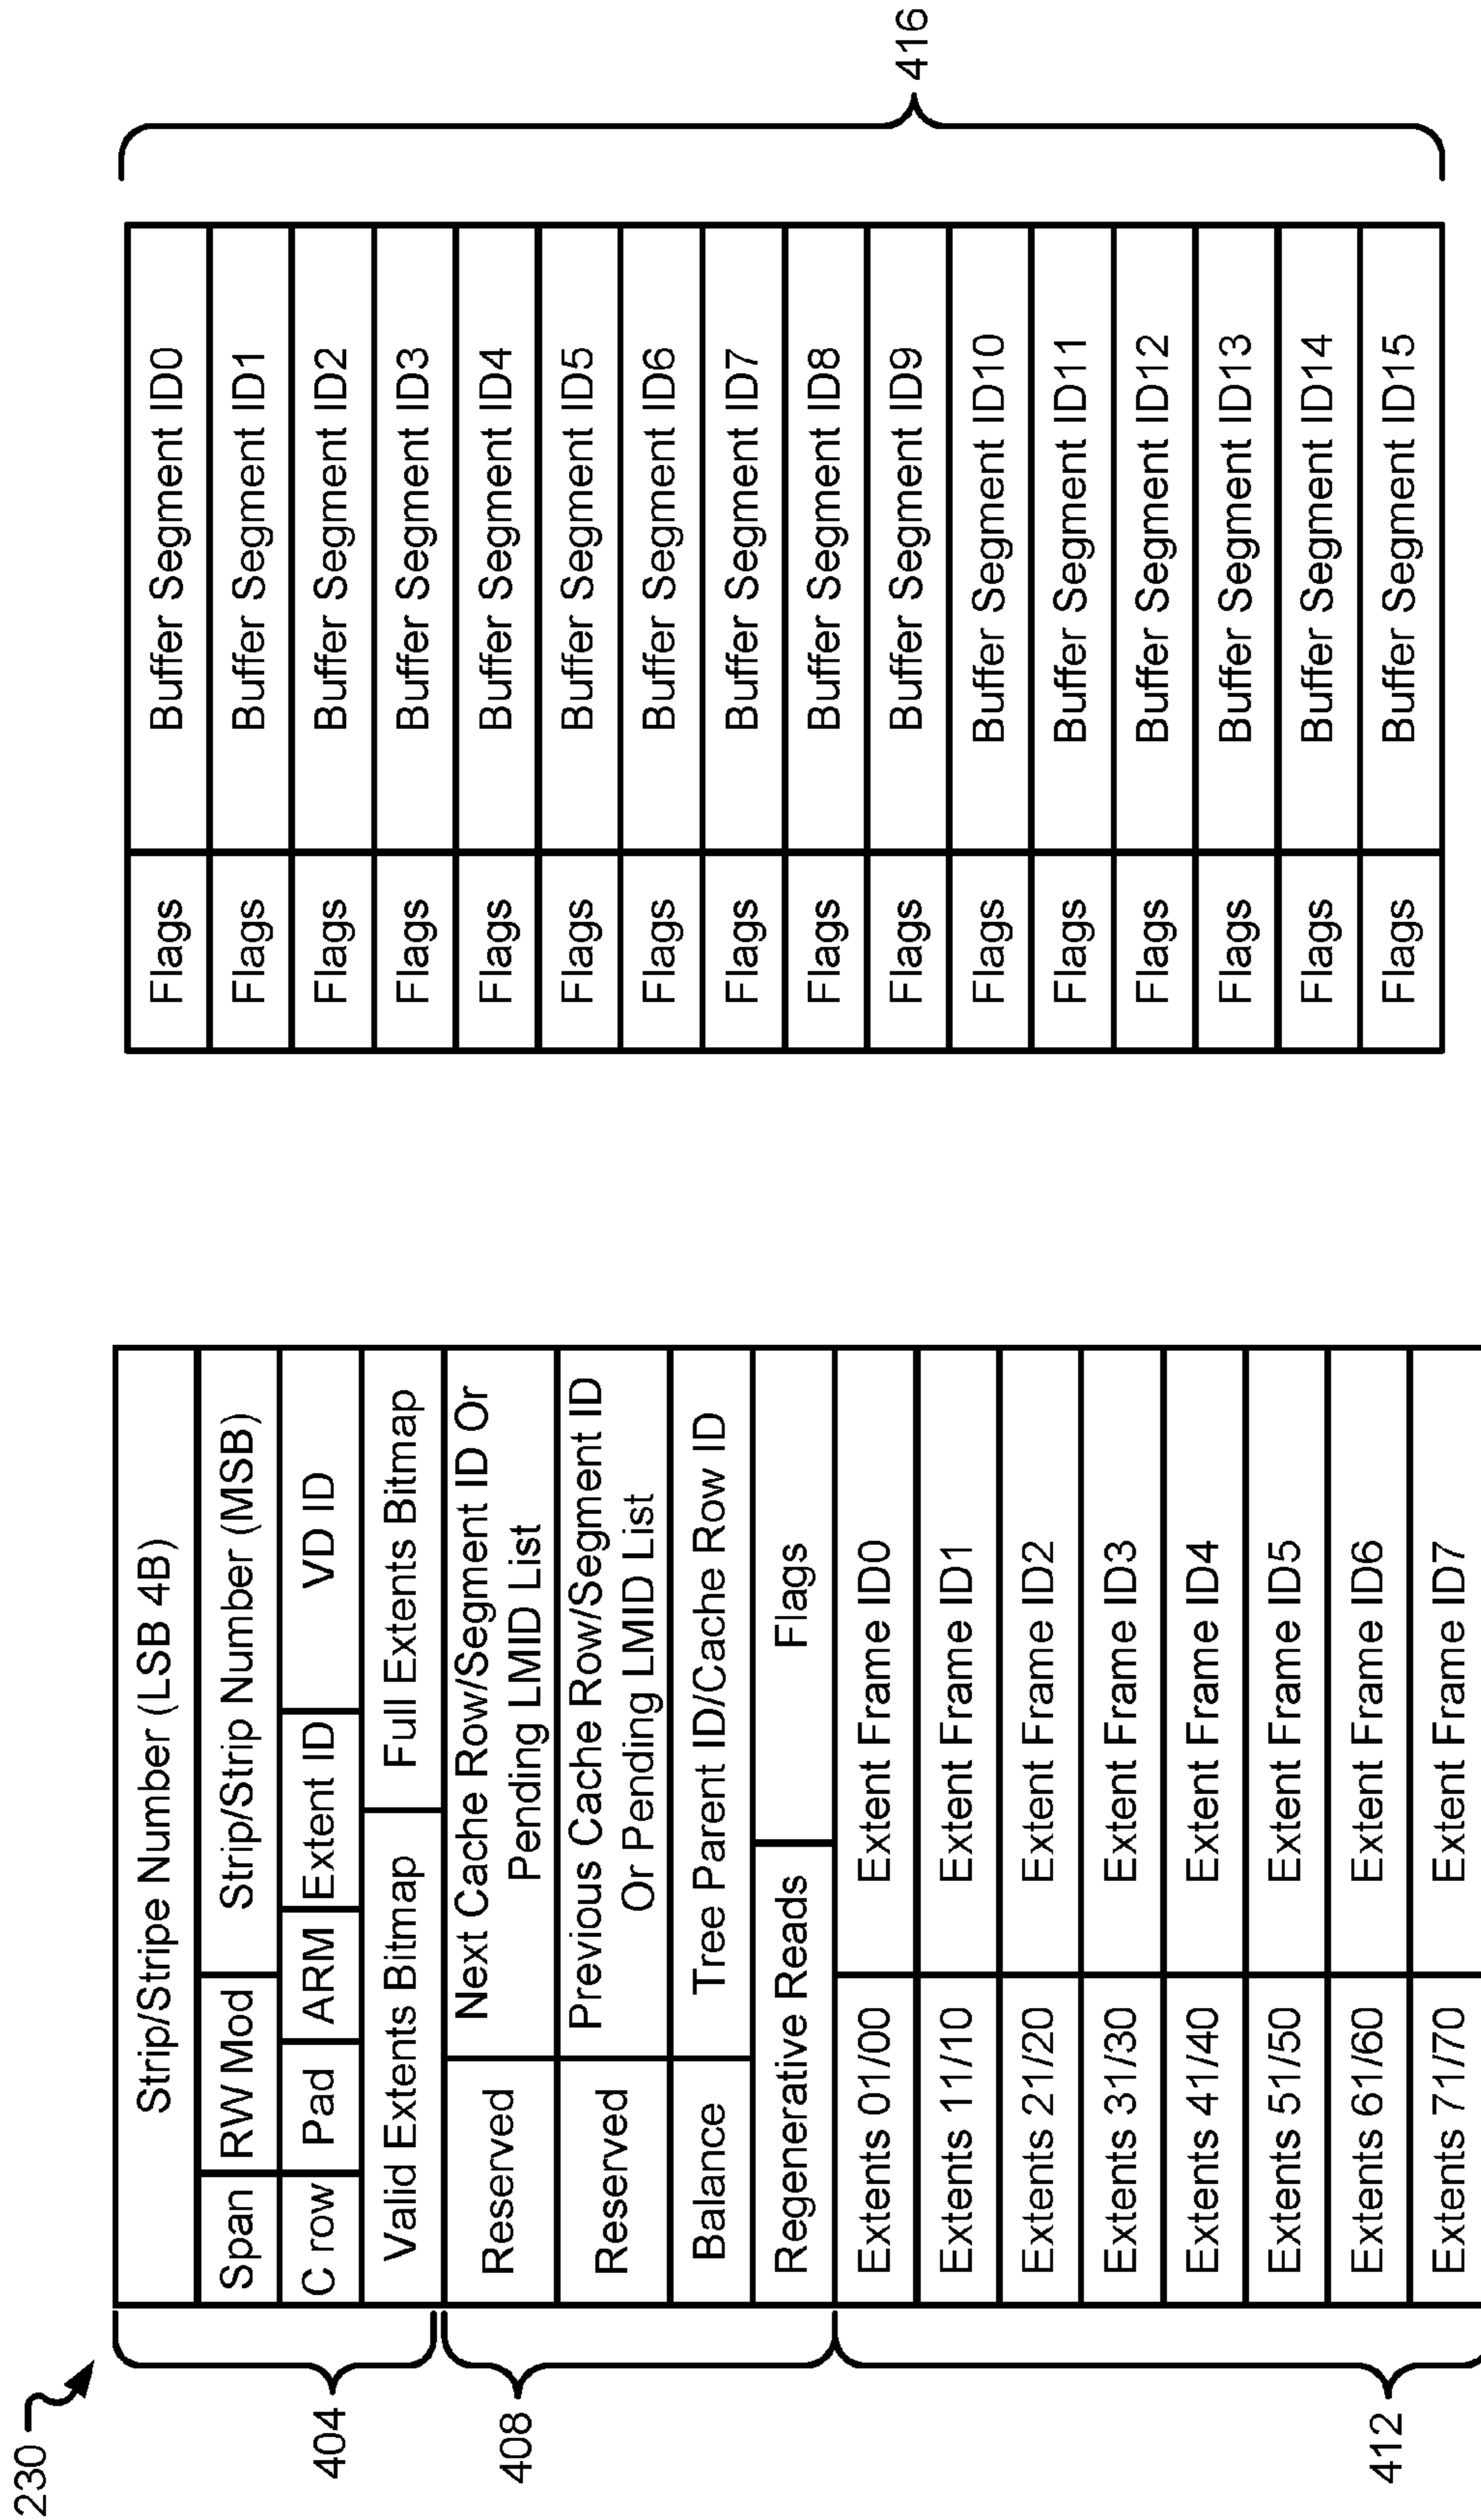 230
404
Strip/Stripe Number (LSB 4B)
Span RW Mod Strip/Strip Number (MSB)
C row Pad ARM Extent ID VD ID
Valid Extents Bitmap Full Extents Bitmap
408
Reserved Next Cache Row/Segment ID Or
Pending LMID List
Reserved Previous Cache Row/Segment ID
Or Pending LMID List
Balance Tree Parent ID/Cache Row ID
Regenerative Reads Flags
412
Extents 01/00 Extent Frame ID0
Extents 11/10 Extent Frame ID1
Extents 21/20 Extent Frame ID2
Extents 31/30 Extent Frame ID3
Extents 41/40 Extent Frame ID4
Extents 51/50 Extent Frame ID5
Extents 61/60 Extent Frame ID6
Extents 71/70 Extent Frame ID7
Flags Buffer Segment ID0
Flags Buffer Segment ID1
Flags Buffer Segment ID2
Flags Buffer Segment ID3
Flags Buffer Segment ID4
Flags Buffer Segment ID5
Flags Buffer Segment ID6
Flags Buffer Segment ID7
Flags Buffer Segment ID8
Flags Buffer Segment ID9
Flags Buffer Segment ID10
Flags Buffer Segment ID11
Flags Buffer Segment ID12
Flags Buffer Segment ID13
Flags Buffer Segment ID14
Flags Buffer Segment ID15
416